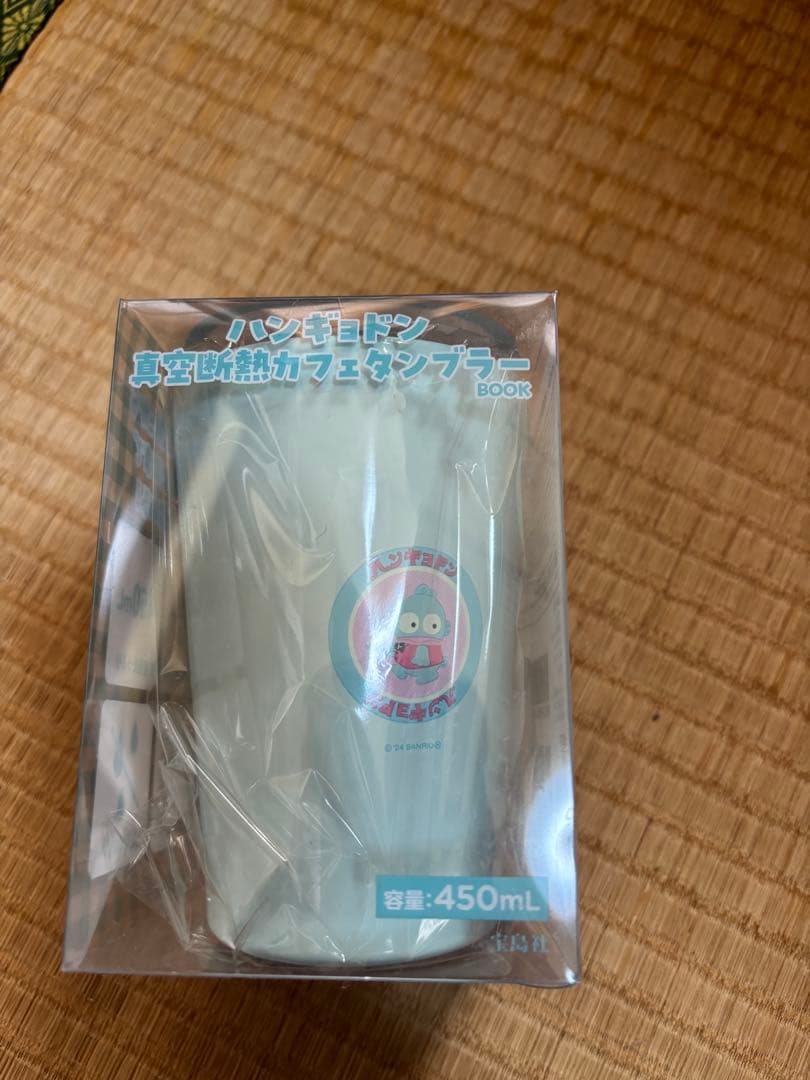 ハンギョドン
真空断熱カフェタンブラー
BOOK
ハンギョドン
ハンギョドン
© '24 SANRIO
容量:450mL
宝島社